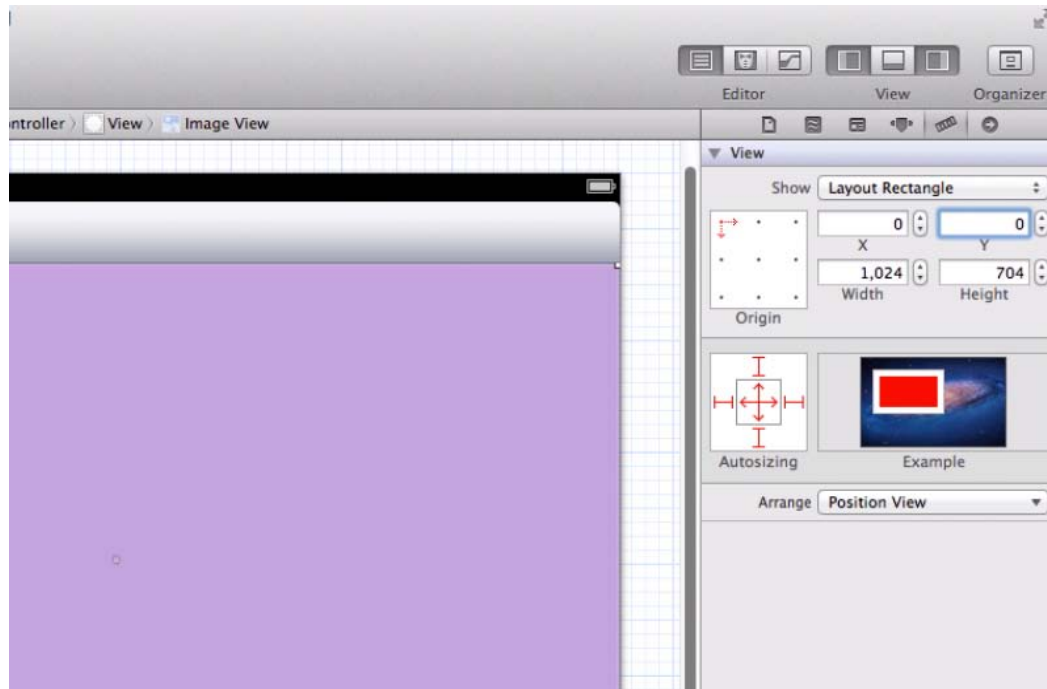 Editor View Organizer
ntroller View Image View
View
Show Layout Rectangle
0 0
X Y
1,024 704
Width Height
Origin
Autosizing Example
Arrange Position View